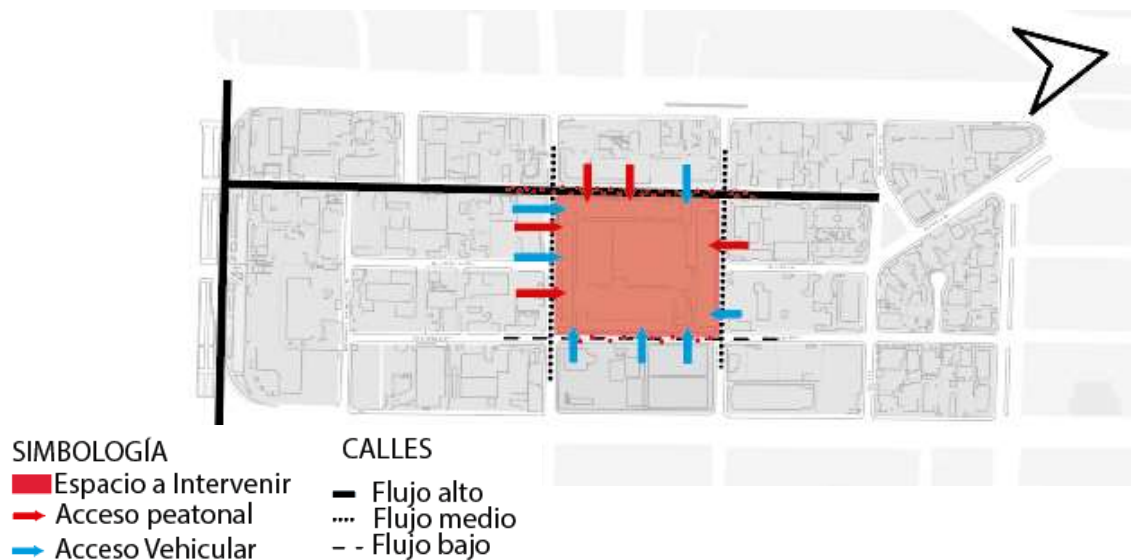 SIMBOLOGÍA
Espacio a Intervenir
Acceso peatonal
Acceso Vehicular
CALLES
Flujo alto
Flujo medio
Flujo bajo